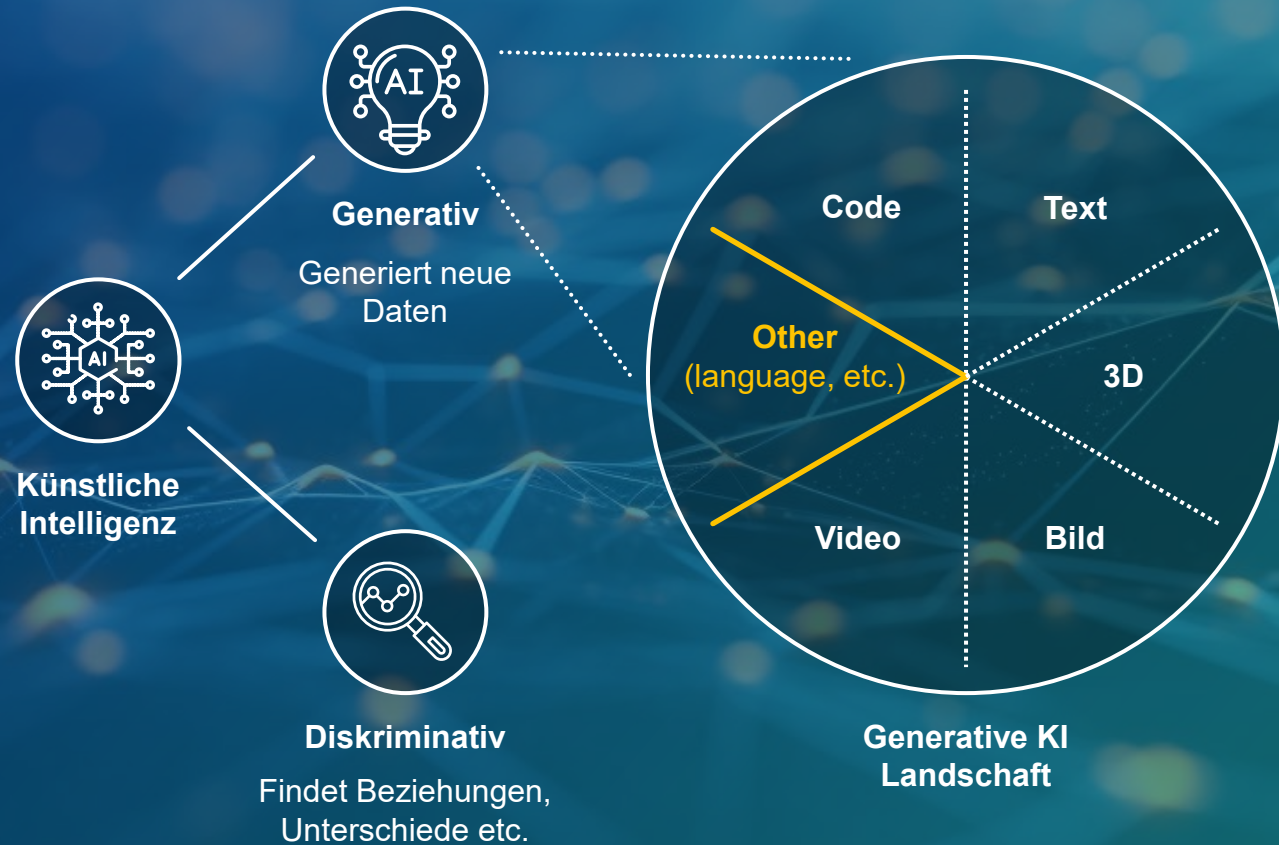 AI
Generativ
Generiert neue
Daten
AI
Künstliche
Intelligenz
Diskriminativ
Findet Beziehungen,
Unterschiede etc.
Code
Text
Other
(language, etc.)
3D
Video
Bild
Generative KI
Landschaft